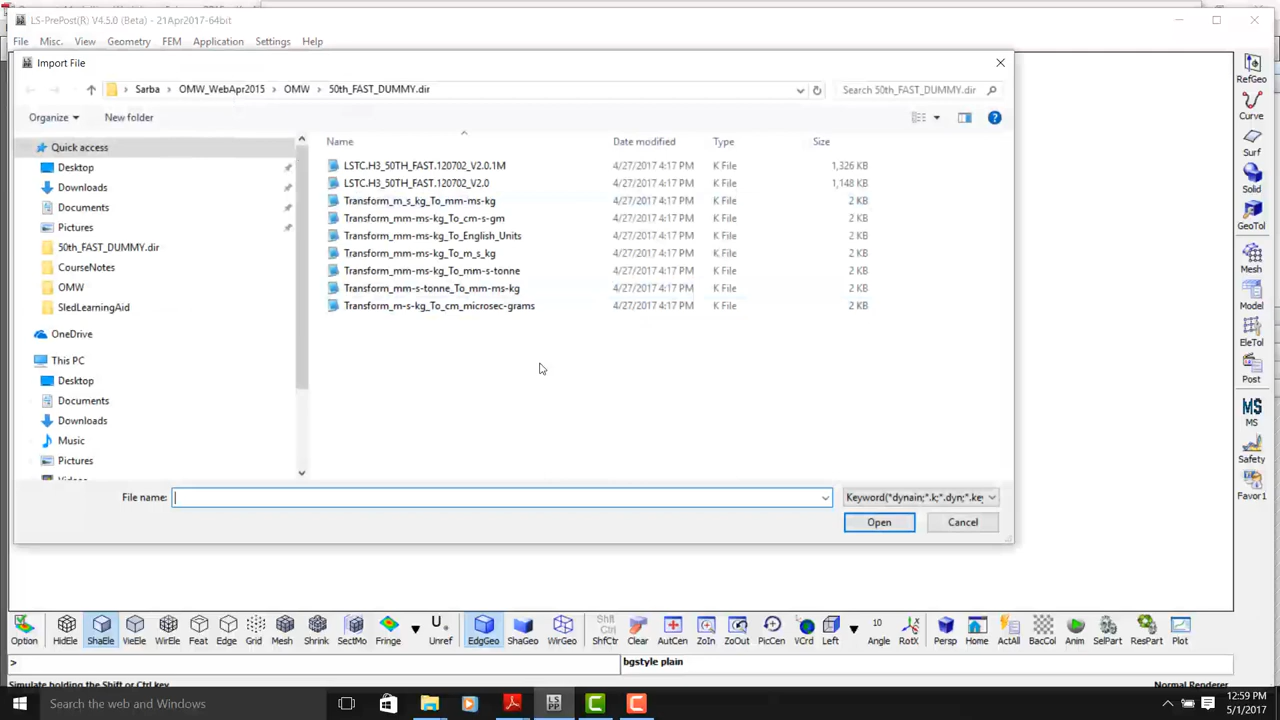 LS-PrePost(R) V4.5.0 (Beta) - 21Apr2017-64bit
File Misc. View Geometry FEM Application Settings Help
Import File
Sarba OMW_WebApr2015 OMW 50th_FAST_DUMMY.dir Search 50th_FAST_DUMMY.dir
Organize New folder
Quick access
Desktop
Downloads
Documents
Pictures
50th_FAST_DUMMY.dir
CourseNotes
OMW
SledLearningAid
OneDrive
This PC
Desktop
Documents
Downloads
Music
Pictures
Name Date modified Type Size
LSTC.H3_50TH_FAST.120702_V2.0.1M 4/27/2017 4:17 PM K File 1,326 KB
LSTC.H3_50TH_FAST.120702_V2.0 4/27/2017 4:17 PM K File 1,148 KB
Transform_m_s_kg_To_mm-ms-kg 4/27/2017 4:17 PM K File 2 KB
Transform_mm-ms-kg_To_cm-s-gm 4/27/2017 4:17 PM K File 2 KB
Transform_mm-ms-kg_To_English_Units 4/27/2017 4:17 PM K File 2 KB
Transform_mm-ms-kg_To_m_s_kg 4/27/2017 4:17 PM K File 2 KB
Transform_mm-ms-kg_To_mm-s-tonne 4/27/2017 4:17 PM K File 2 KB
Transform_mm-s-tonne_To_mm-ms-kg 4/27/2017 4:17 PM K File 2 KB
Transform_m-s-kg_To_cm_microsec-grams 4/27/2017 4:17 PM K File 2 KB
File name: Keyword(*dynain;*.k;*.dyn;*.key
Open Cancel
RefGeo
Curve
Surf
Solid
GeoTol
Mesh
Model
EleTol
Post
MS
MS
Safety
Favor1
Option HidEle ShaEle VieEle WirEle Feat Edge Grid Mesh Shrink SectMo Fringe U... Unref EdgGeo ShaGeo WirGeo Shft Ctrl ShfCtr Clear AutCen ZoIn ZoOut PicCen VCrd Left 10 Angle RotX Persp Home ActAll BacCol Anim SelPart ResPart Plot
> bgstyle plain
Simulate holding the Shift or Ctrl key Normal Renderer
Search the web and Windows
LS
PP
12:59 PM
5/1/2017